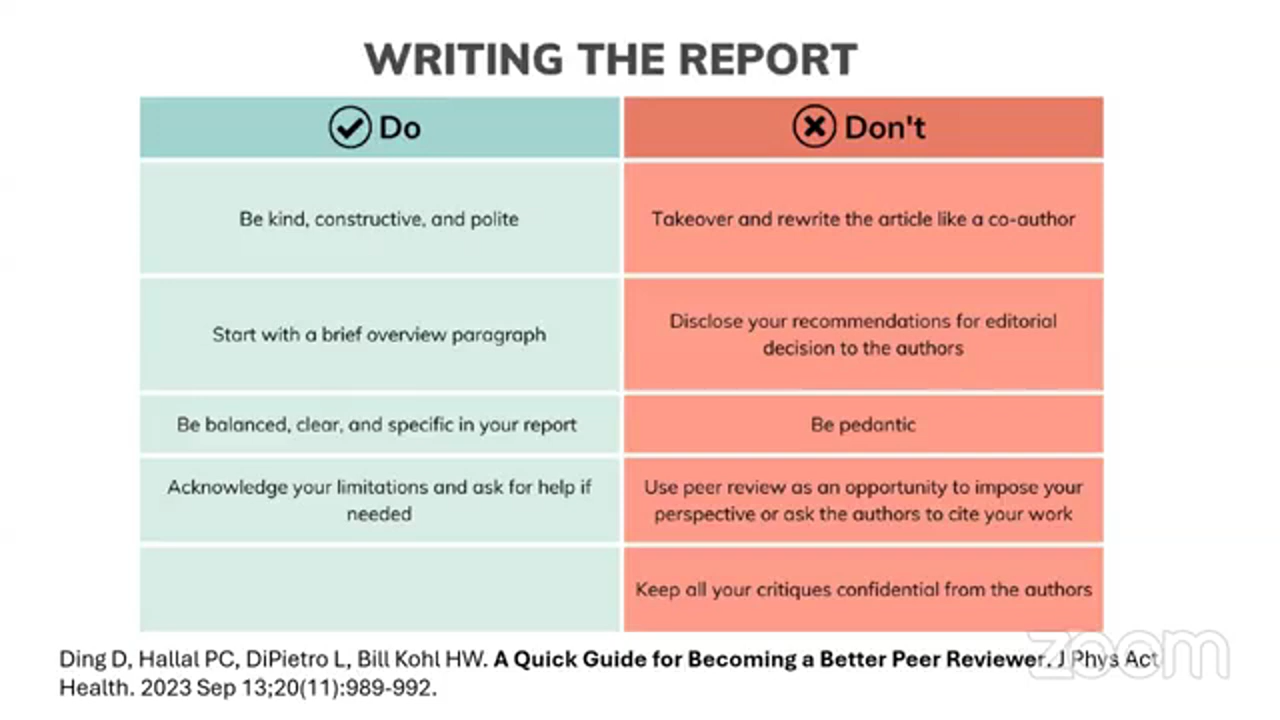 WRITING THE REPORT
Do
Don't
Be kind, constructive, and polite
Takeover and rewrite the article like a co-author
Start with a brief overview paragraph
Disclose your recommendations for editorial
decision to the authors
Be balanced, clear, and specific in your report
Be pedantic
Acknowledge your limitations and ask for help if
needed
Use peer review as an opportunity to impose your
perspective or ask the authors to cite your work
Keep all your critiques confidential from the authors
Ding D, Hallal PC, DiPietro L, Bill Kohl HW. A Quick Guide for Becoming a Better Peer Reviewer. J Phys Act
Health. 2023 Sep 13;20(11):989-992.
zoom